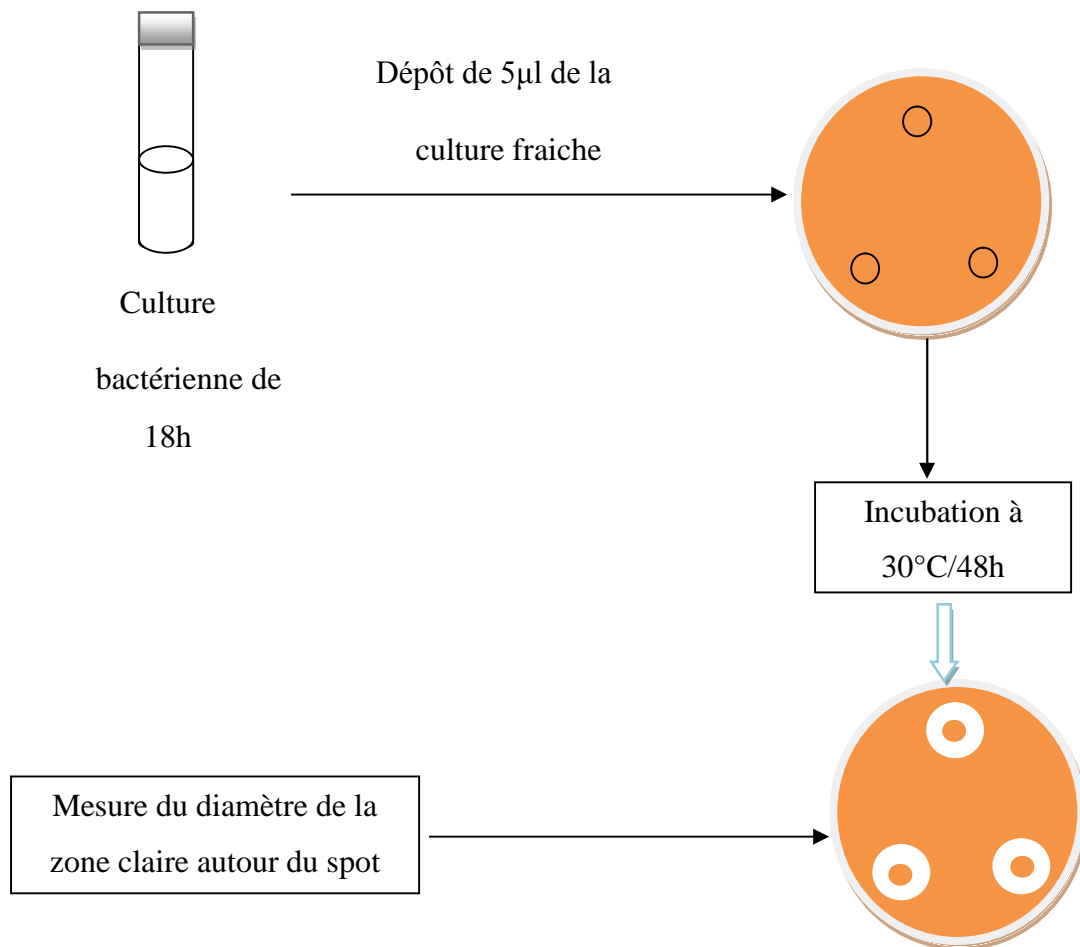 Dépôt de 5µl de la
culture fraiche
Culture
bactérienne de
18h
Incubation à
30°C/48h
Mesure du diamètre de la
zone claire autour du spot